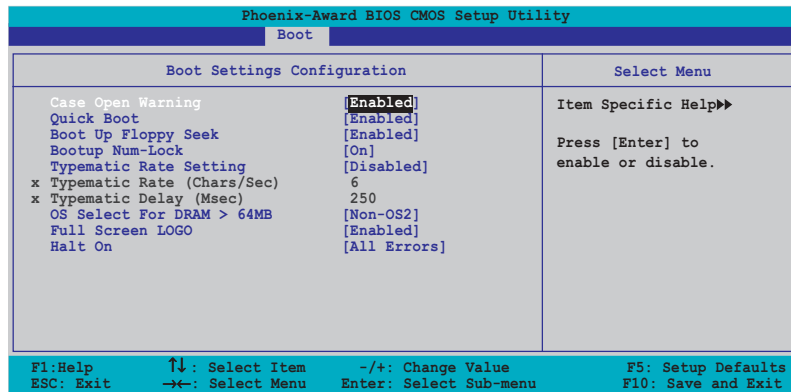 Phoenix-Award BIOS CMOS Setup Utility
Boot
Boot Settings Configuration
Select Menu
Case Open Warning [Enabled]
Quick Boot [Enabled]
Boot Up Floppy Seek [Enabled]
Bootup Num-Lock [On]
Typematic Rate Setting [Disabled]
x Typematic Rate (Chars/Sec) 6
x Typematic Delay (Msec) 250
OS Select For DRAM > 64MB [Non-OS2]
Full Screen LOGO [Enabled]
Halt On [All Errors]
Item Specific Help▶▶
Press [Enter] to
enable or disable.
F1:Help ↑↓: Select Item -/+: Change Value F5: Setup Defaults
ESC: Exit →←: Select Menu Enter: Select Sub-menu F10: Save and Exit